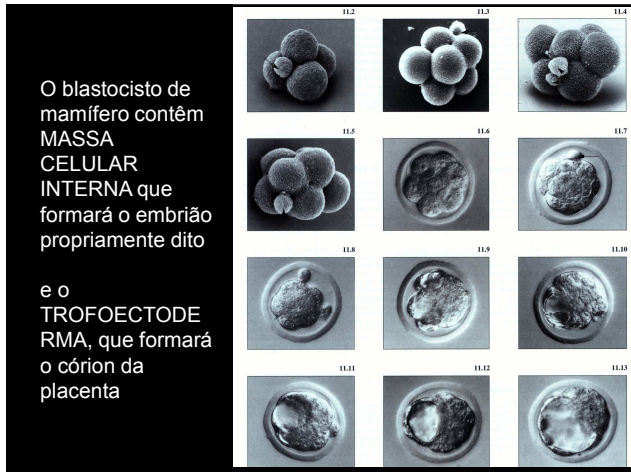 O blastocisto de
mamífero contêm
MASSA
CELULAR
INTERNA que
formará o embrião
propriamente dito
e o
TROFOECTODE
RMA, que formará
o córion da
placenta
11.2
11.3
11.4
11.5
11.6
11.7
11.8
11.9
11.10
11.11
11.12
11.13